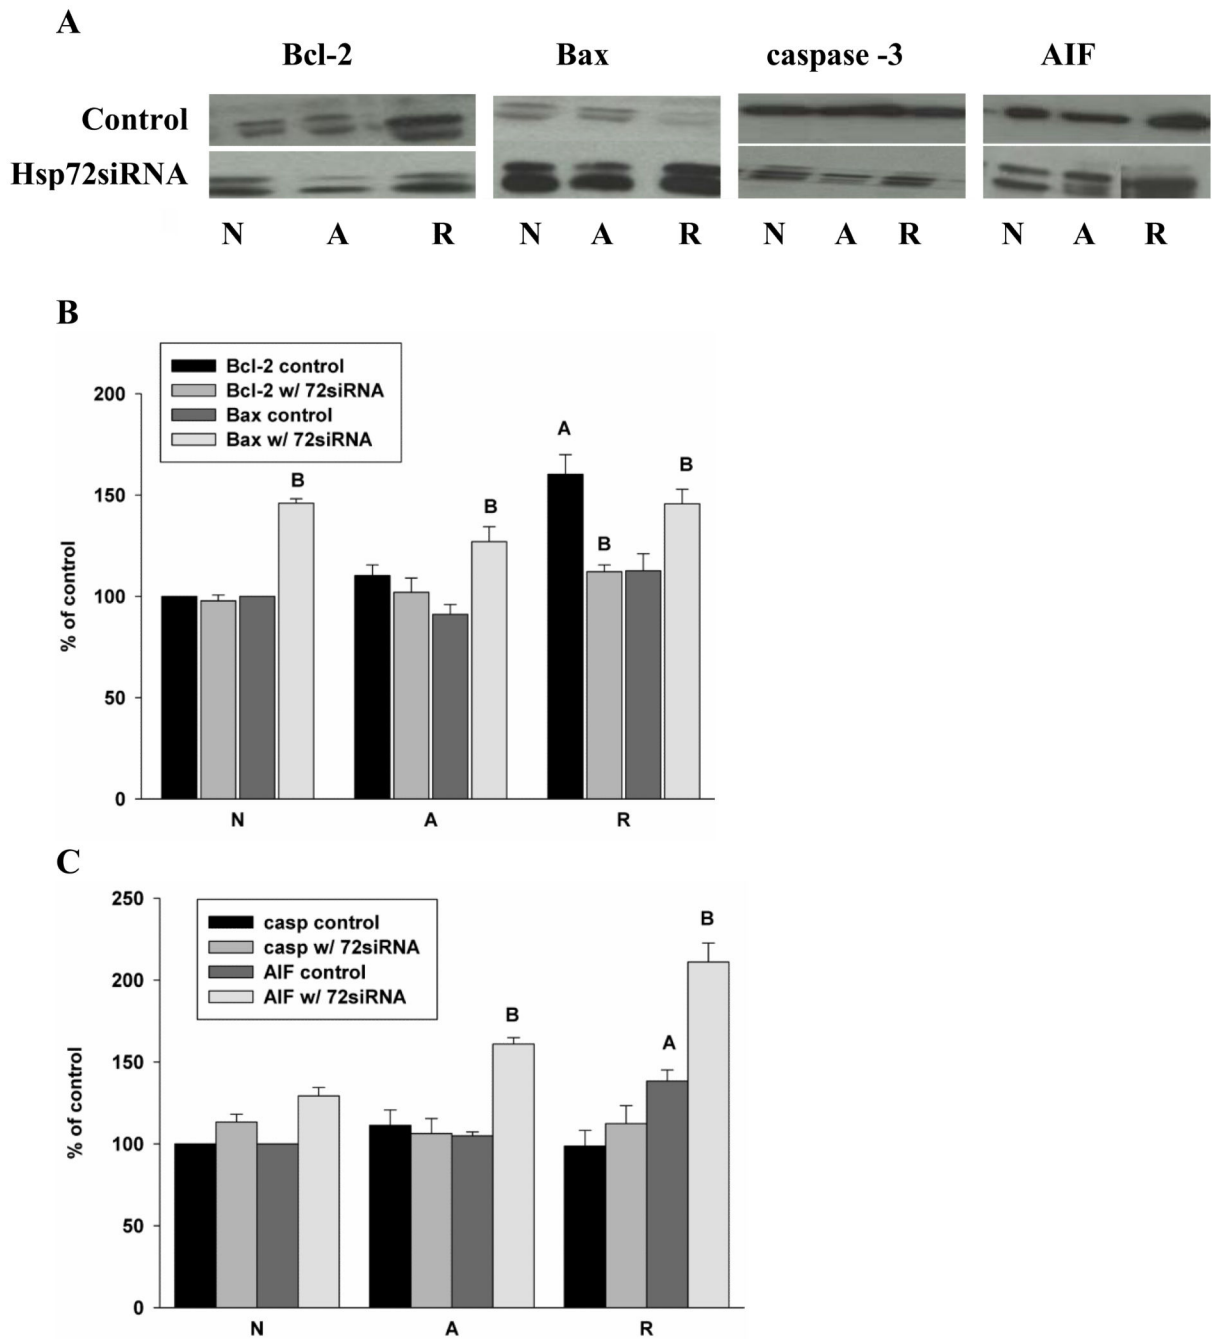 A
Bcl-2 Bax caspase -3 AIF
Control
Hsp72siRNA
N A R N A R N A R N A R
B
Bcl-2 control
Bcl-2 w/ 72siRNA
Bax control
Bax w/ 72siRNA
200
150
100
50
0
% of control
B
B
A
B
B
N A R
C
casp control
casp w/ 72siRNA
AIF control
AIF w/ 72siRNA
250
200
150
100
50
0
% of control
B
A
B
N A R